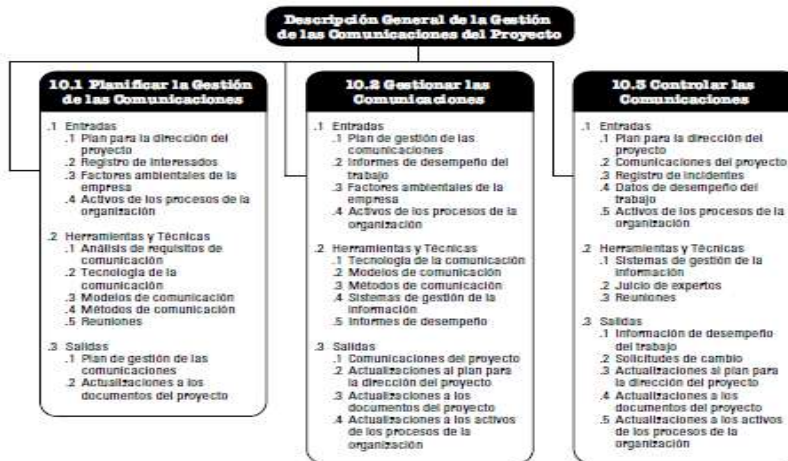 Descripción General de la Gestión
de las Comunicaciones del Proyecto
10.1 Planificar la Gestión
de las Comunicaciones
.1 Entradas
.1 Plan para la dirección del
proyecto
.2 Registro de interesados
.3 Factores ambientales de la
empresa
.4 Activos de los procesos de la
organización
.2 Herramientas y Técnicas
.1 Análisis de requisitos de
comunicación
.2 Tecnología de la
comunicación
.3 Modelos de comunicación
.4 Métodos de comunicación
.5 Reuniones
.3 Salidas
.1 Plan de gestión de las
comunicaciones
.2 Actualizaciones a los
documentos del proyecto
10.2 Gestionar las
Comunicaciones
.1 Entradas
.1 Plan de gestión de las
comunicaciones
.2 Informes de desempeño del
trabajo
.3 Factores ambientales de la
empresa
.4 Activos de los procesos de la
organización
.2 Herramientas y Técnicas
.1 Tecnología de la comunicación
.2 Modelos de comunicación
.3 Métodos de comunicación
.4 Sistemas de gestión de la
información
.5 Informes de desempeño
.3 Salidas
.1 Comunicaciones del proyecto
.2 Actualizaciones al plan para
la dirección del proyecto
.3 Actualizaciones a los
documentos del proyecto
.4 Actualizaciones a los activos
de los procesos de la
organización
10.3 Controlar las
Comunicaciones
.1 Entradas
.1 Plan para la dirección del
proyecto
.2 Comunicaciones del proyecto
.3 Registro de incidentes
.4 Datos de desempeño del
trabajo
.5 Activos de los procesos de la
organización
.2 Herramientas y Técnicas
.1 Sistemas de gestión de la
información
.2 Juicio de expertos
.3 Reuniones
.3 Salidas
.1 Información de desempeño
del trabajo
.2 Solicitudes de cambio
.3 Actualizaciones al plan para
la dirección del proyecto
.4 Actualizaciones a los
documentos del proyecto
.5 Actualizaciones a los activos
de los procesos de la
organización